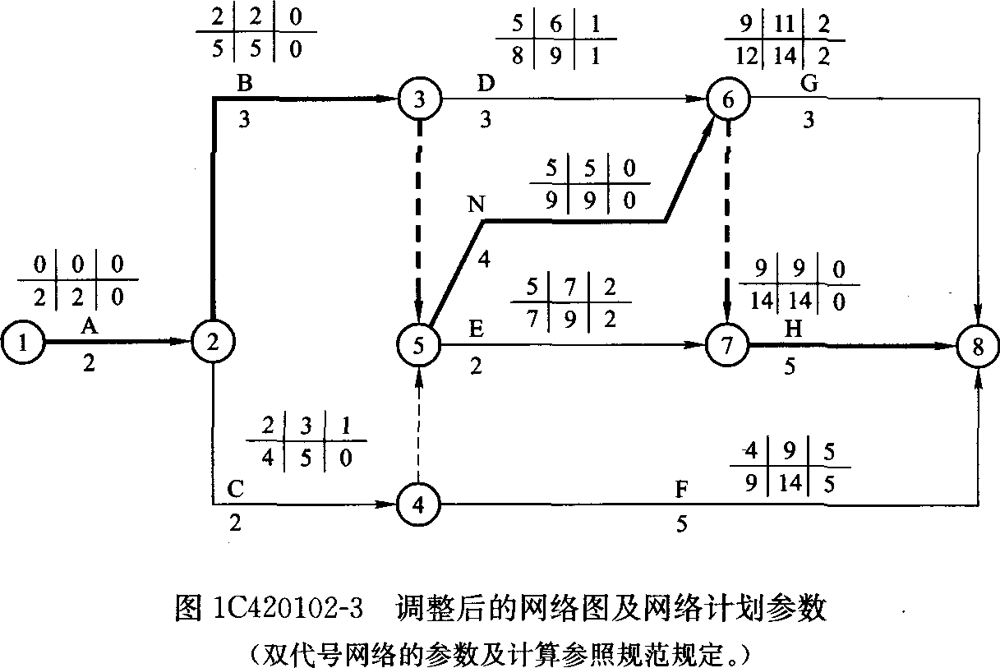 2 2 0
5 5 0
5 6 1
8 9 1
9 11 2
12 14 2
B
3
3
D
3
6
G
3
5 5 0
9 9 0
N
4
0 0 0
2 2 0
5 7 2
7 9 2
9 9 0
14 14 0
1
A
2
2
5
E
2
7
H
5
8
2 3 1
4 5 0
4 9 5
9 14 5
C
2
4
F
5
图 1C420102-3 调整后的网络图及网络计划参数
(双代号网络的参数及计算参照规范规定。)